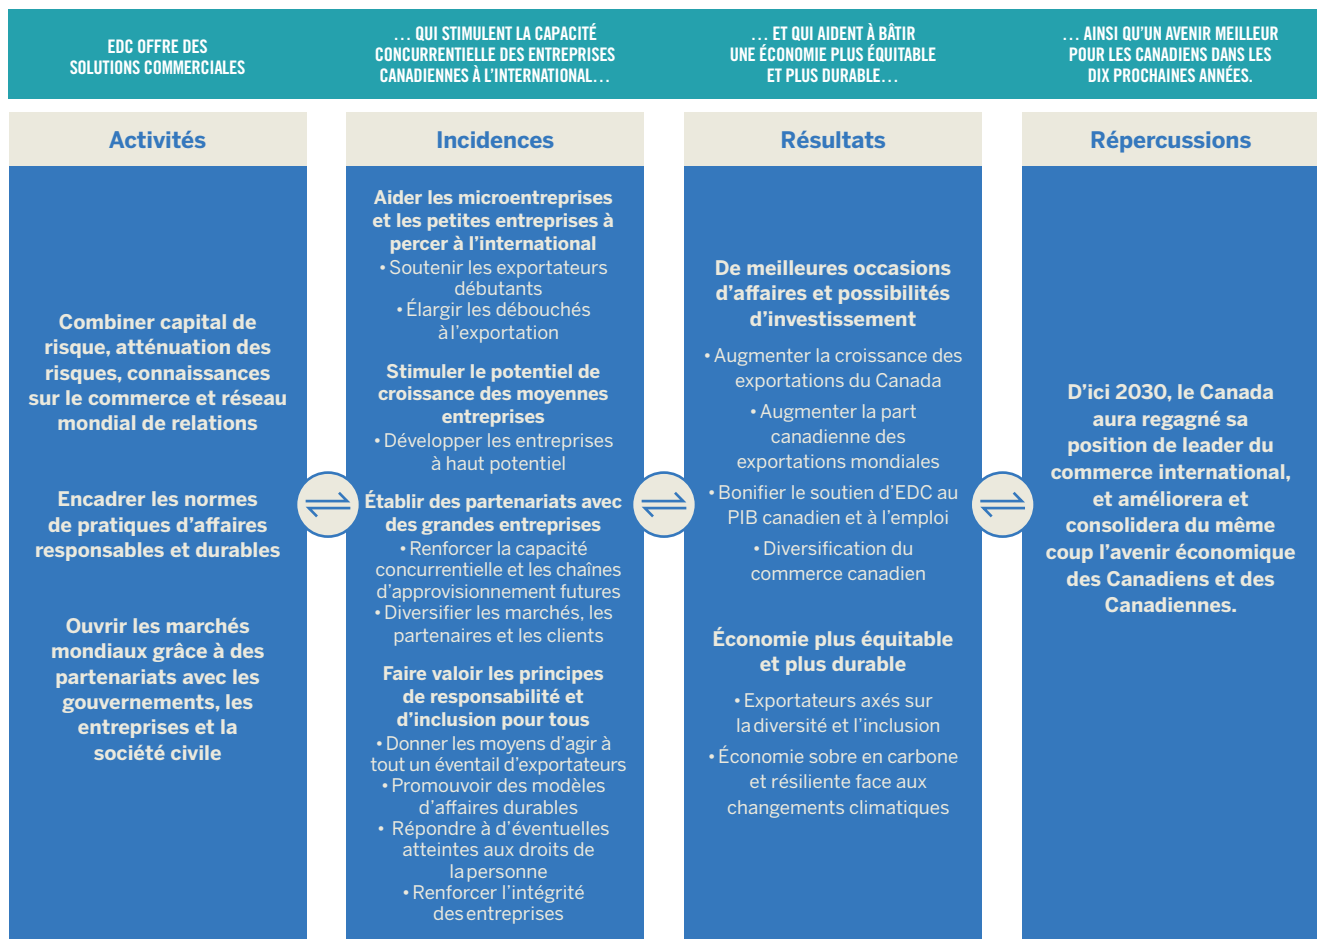 EDC OFFRE DES
SOLUTIONS COMMERCIALES
... QUI STIMULENT LA CAPACITÉ
CONCURRENTIELLE DES ENTREPRISES
CANADIENNES À L'INTERNATIONAL...
... ET QUI AIDENT À BÂTIR
UNE ÉCONOMIE PLUS ÉQUITABLE
ET PLUS DURABLE...
... AINSI QU'UN AVENIR MEILLEUR
POUR LES CANADIENS DANS LES
DIX PROCHAINES ANNÉES.
Activités
Combiner capital de
risque, atténuation des
risques, connaissances
sur le commerce et réseau
mondial de relations
Encadrer les normes
de pratiques d'affaires
responsables et durables
Ouvrir les marchés
mondiaux grâce à des
partenariats avec les
gouvernements, les
entreprises et la
société civile
Incidences
Aider les microentreprises
et les petites entreprises à
percer à l'international
• Soutenir les exportateurs
débutants
• Élargir les débouchés
à l'exportation
Stimuler le potentiel de
croissance des moyennes
entreprises
• Développer les entreprises
à haut potentiel
Établir des partenariats avec
des grandes entreprises
• Renforcer la capacité
concurrentielle et les chaînes
d'approvisionnement futures
• Diversifier les marchés, les
partenaires et les clients
Faire valoir les principes
de responsabilité et
d'inclusion pour tous
• Donner les moyens d'agir à
tout un éventail d'exportateurs
• Promouvoir des modèles
d'affaires durables
• Répondre à d'éventuelles
atteintes aux droits de
la personne
• Renforcer l'intégrité
des entreprises
Résultats
De meilleures occasions
d'affaires et possibilités
d'investissement
• Augmenter la croissance des
exportations du Canada
• Augmenter la part
canadienne des
exportations mondiales
• Bonifier le soutien d'EDC au
PIB canadien et à l'emploi
• Diversification du
commerce canadien
Économie plus équitable
et plus durable
• Exportateurs axés sur
la diversité et l'inclusion
• Économie sobre en carbone
et résiliente face aux
changements climatiques
Répercussions
D'ici 2030, le Canada
aura regagné sa
position de leader du
commerce international,
et améliorera et
consolidera du même
coup l'avenir économique
des Canadiens et des
Canadiennes.